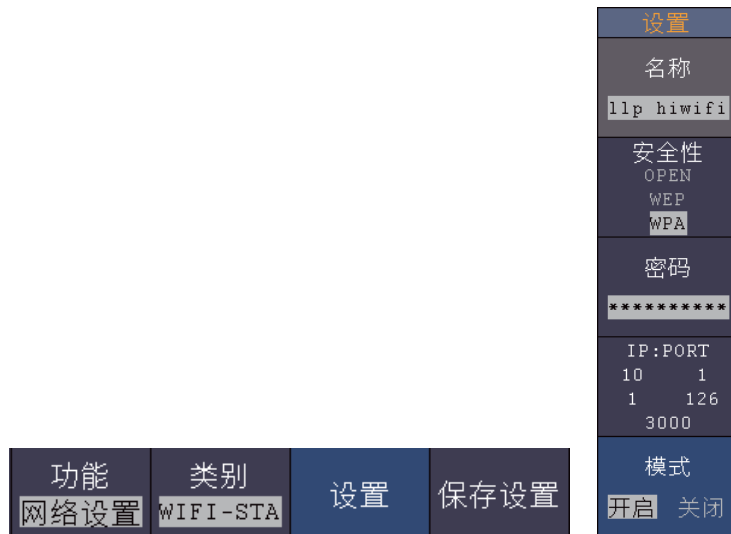 设置
名称
llp hiwifi
安全性
OPEN
WEP
WPA
密码
**********
IP:PORT
10 1
1 126
3000
模式
开启 关闭
功能 类别 设置 保存设置
网络设置 WIFI-STA